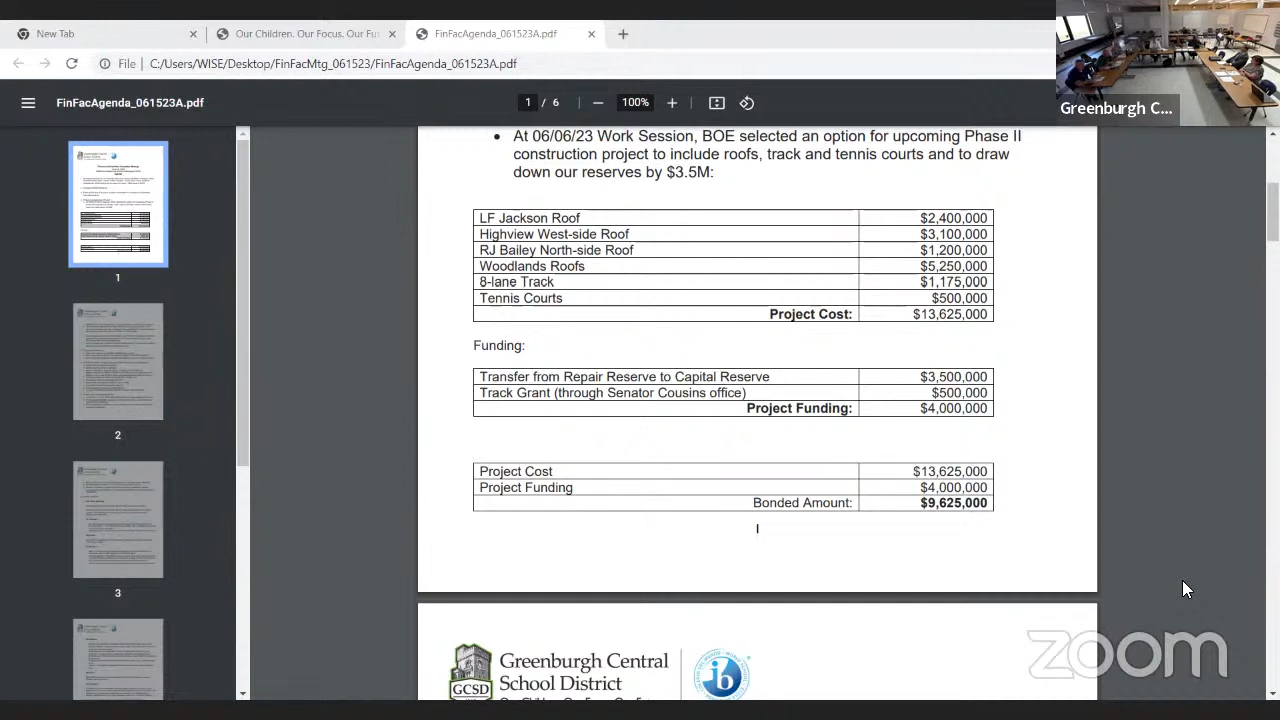 New Tab
Our Children. Our Focus. Our Fu
FinFacAgenda_061523A.pdf
File | C:/Users/WISE/Desktop/FinFacMtg_061523/FinFacAgenda_061523A.pdf
Greenburgh C...
FinFacAgenda_061523A.pdf
1 / 6
100%
• At 06/06/23 Work Session, BOE selected an option for upcoming Phase II
construction project to include roofs, track and tennis courts and to draw
down our reserves by $3.5M:
LF Jackson Roof $2,400,000
Highview West-side Roof $3,100,000
RJ Bailey North-side Roof $1,200,000
Woodlands Roofs $5,250,000
8-lane Track $1,175,000
Tennis Courts $500,000
Project Cost: $13,625,000
Funding:
Transfer from Repair Reserve to Capital Reserve $3,500,000
Track Grant (through Senator Cousins office) $500,000
Project Funding: $4,000,000
Project Cost $13,625,000
Project Funding $4,000,000
Bonded Amount: $9,625,000
1
2
3
Greenburgh Central
School District
GCSD
b
zoom